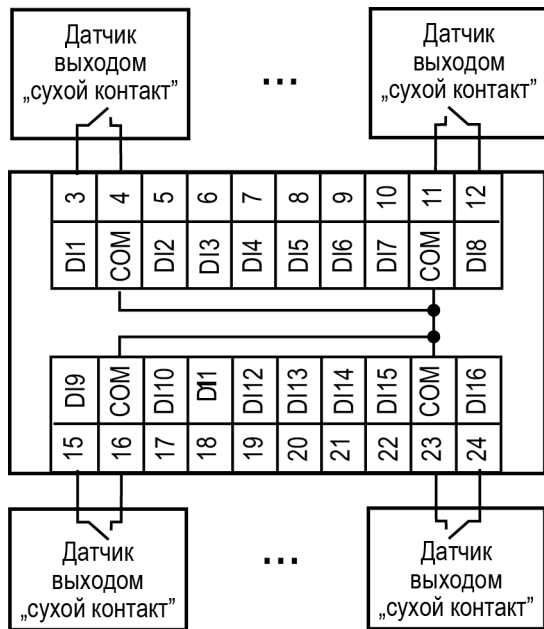 Датчик
выходом
„сухой контакт”
...
Датчик
выходом
„сухой контакт”
3 4 5 6 7 8 9 10 11 12
DI1 COM DI2 DI3 DI4 DI5 DI6 DI7 COM DI8
DI9 COM DI10 DI11 DI12 DI13 DI14 DI15 COM DI16
15 16 17 18 19 20 21 22 23 24
Датчик
выходом
„сухой контакт”
...
Датчик
выходом
„сухой контакт”